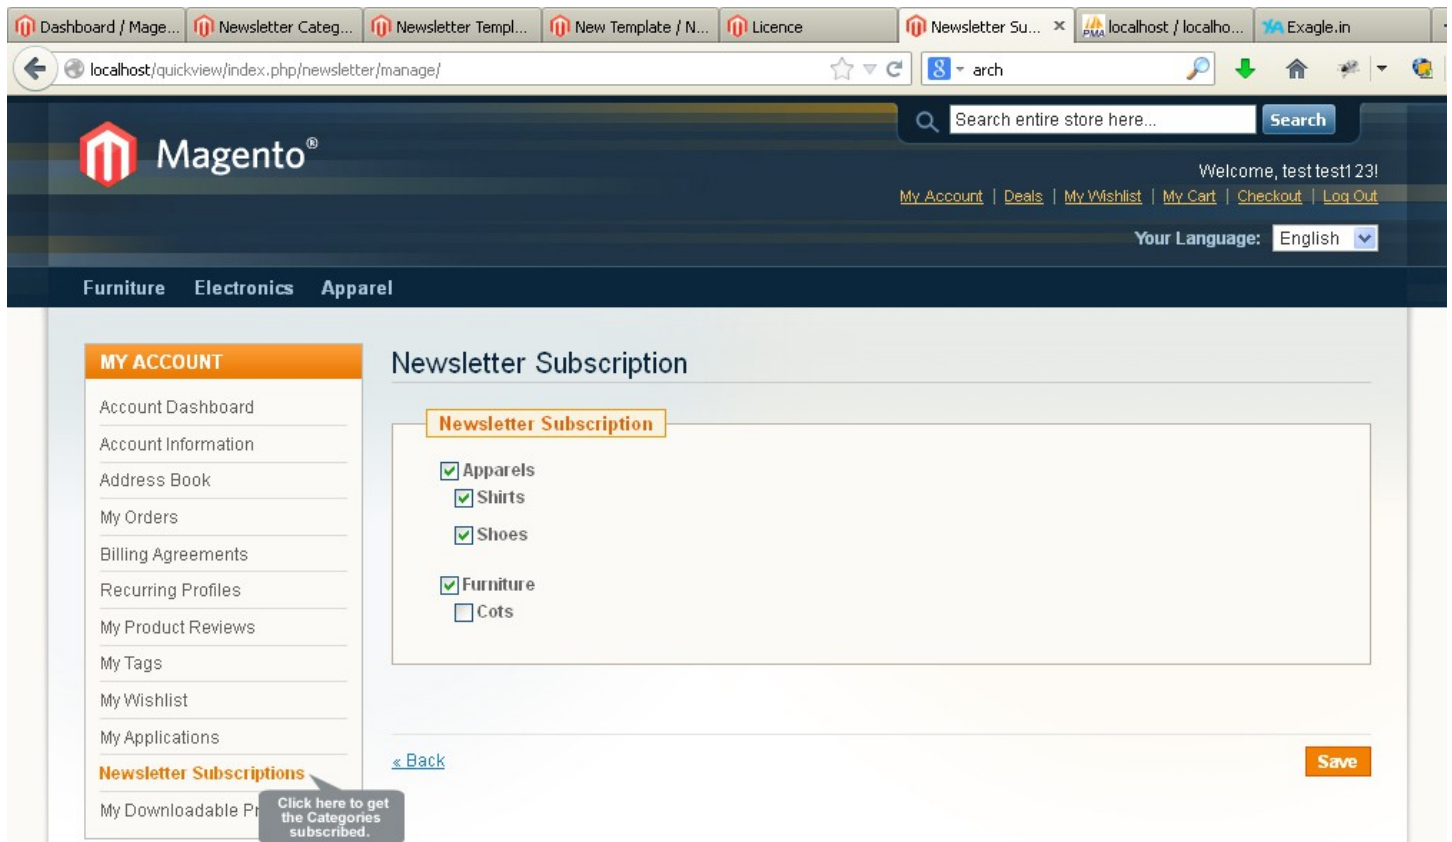 Dashboard / Mage...
Newsletter Categ...
Newsletter Templ...
New Template / N...
Licence
Newsletter Su...
localhost / localho...
Exagle.in
localhost/quickview/index.php/newsletter/manage/
8
arch
Search entire store here...
Search
Magento®
Welcome, test test123!
My Account | Deals | My Wishlist | My Cart | Checkout | Log Out
Your Language: English
Furniture Electronics Apparel
MY ACCOUNT
Account Dashboard
Account Information
Address Book
My Orders
Billing Agreements
Recurring Profiles
My Product Reviews
My Tags
My Wishlist
My Applications
Newsletter Subscriptions
My Downloadable Pr
Click here to get
the Categories
subscribed.
Newsletter Subscription
Newsletter Subscription
Apparels
Shirts
Shoes
Furniture
Cots
« Back
Save